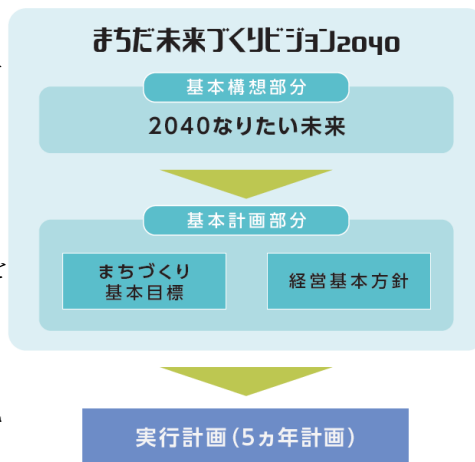 まちだ未来づくりビジョン2040
基本構想部分
2040なりたい未来
基本計画部分
まちづくり
基本目標
経営基本方針
実行計画(5ヵ年計画)